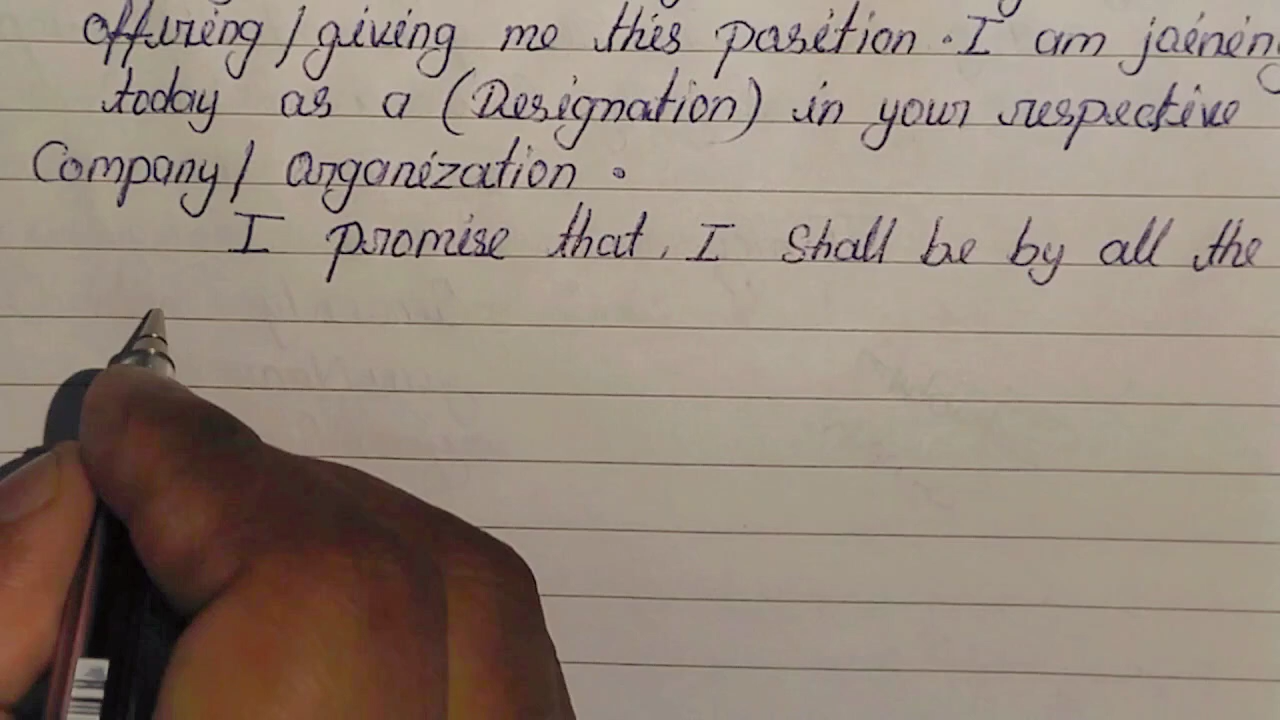 offering/giving me this position. I am joining
today as a (Designation) in your respective
Company/ organization.
I promise that, I shall be by all the